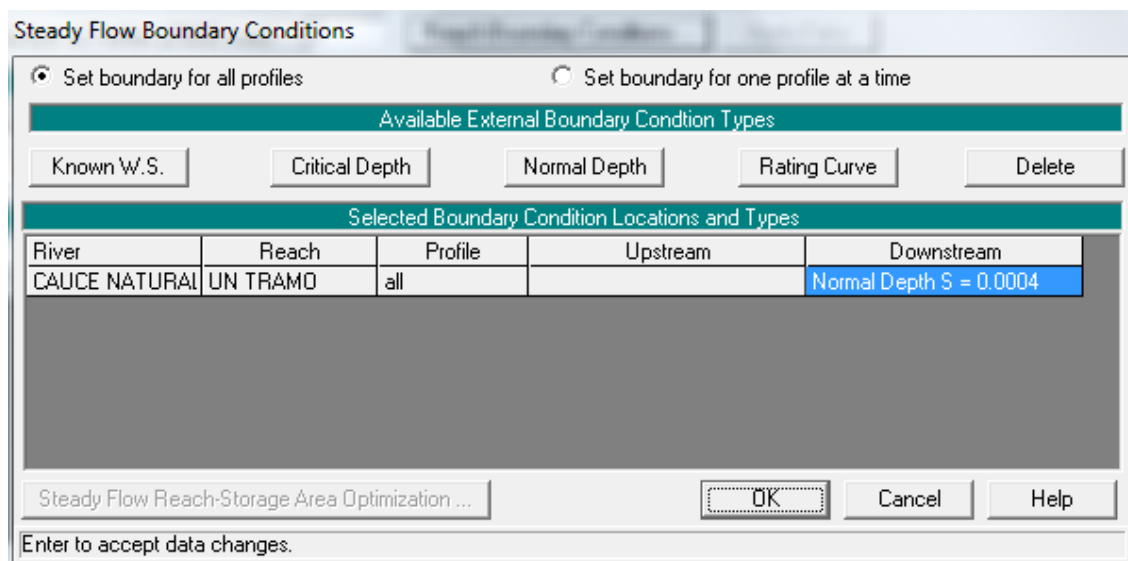 Steady Flow Boundary Conditions
Set boundary for all profiles Set boundary for one profile at a time
Available External Boundary Condtion Types
Known W.S. Critical Depth Normal Depth Rating Curve Delete
Selected Boundary Condition Locations and Types
River Reach Profile Upstream Downstream
CAUCE NATURAL UN TRAMO all Normal Depth S = 0.0004
Steady Flow Reach-Storage Area Optimization ... OK Cancel Help
Enter to accept data changes.